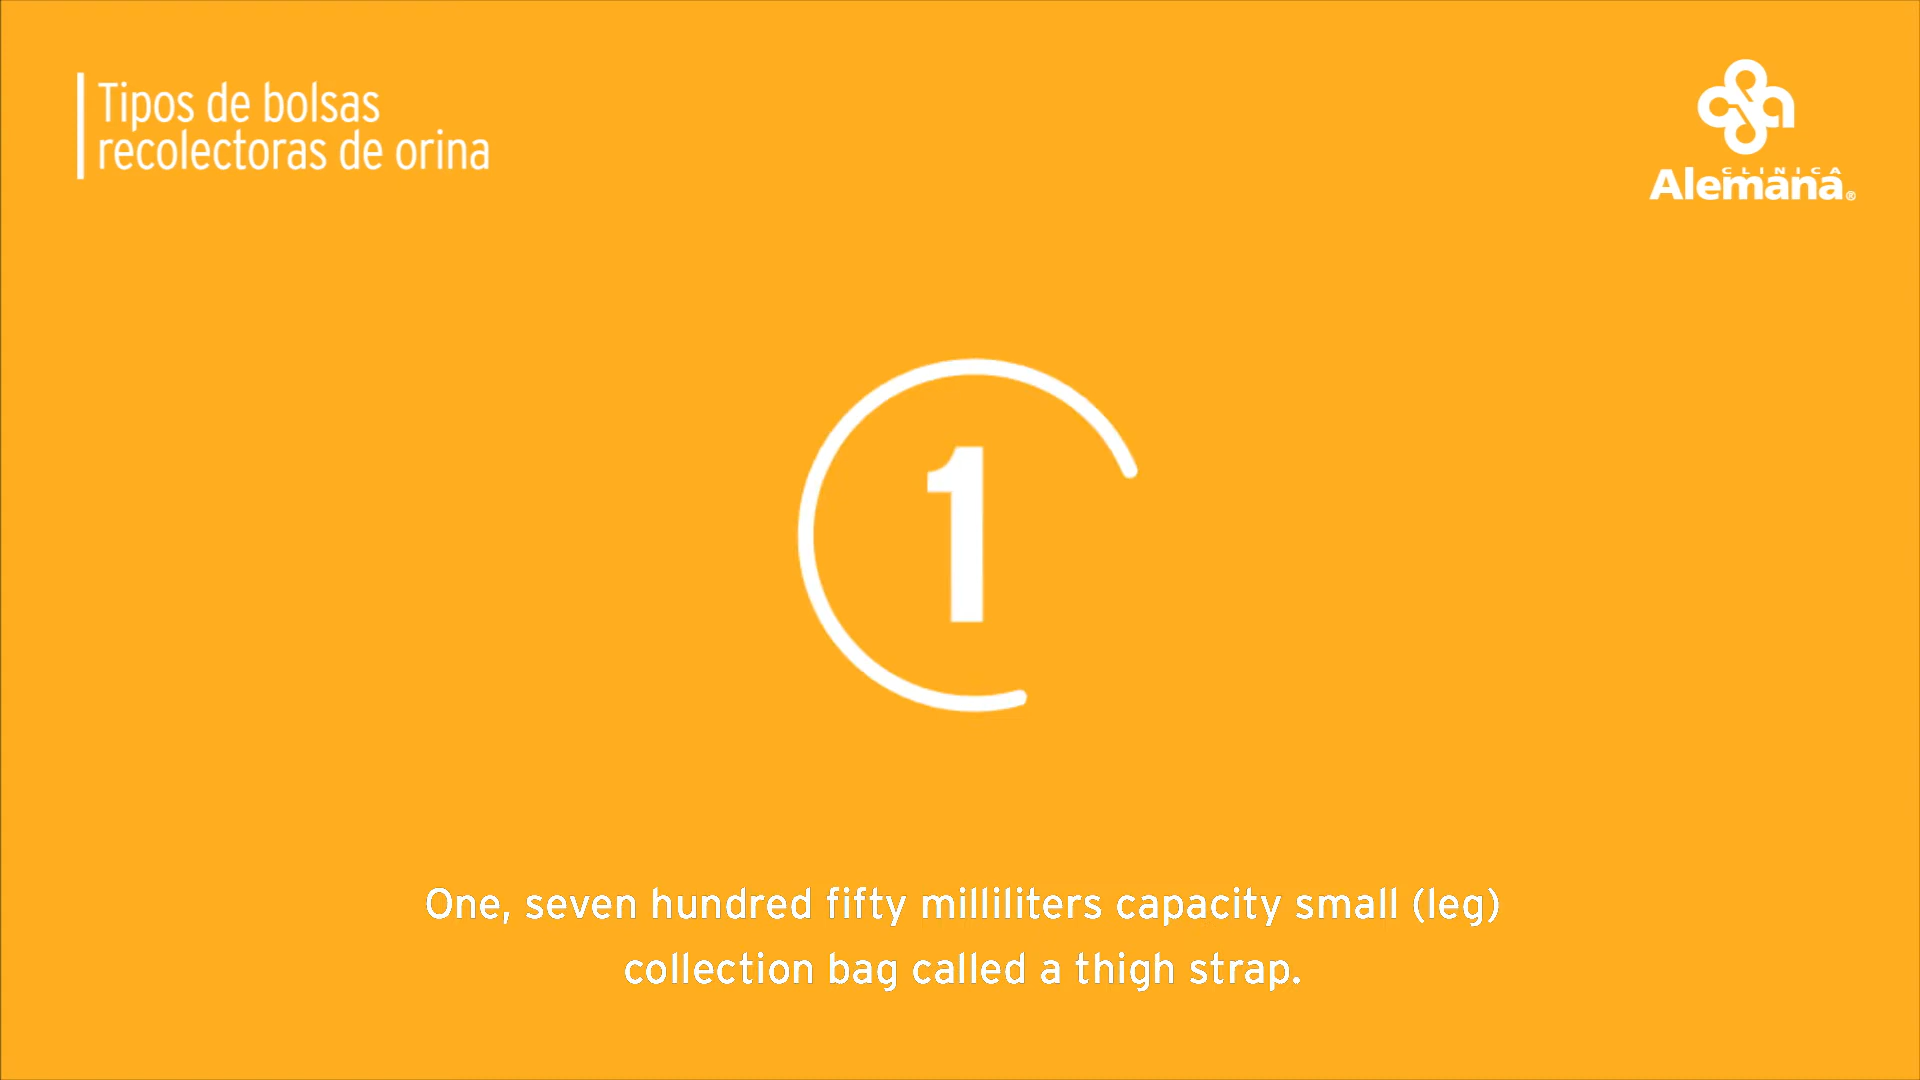 Tipos de bolsas
recolectoras de orina
CLINICA
Alemana®
1
One, seven hundred fifty milliliters capacity small (leg)
collection bag called a thigh strap.